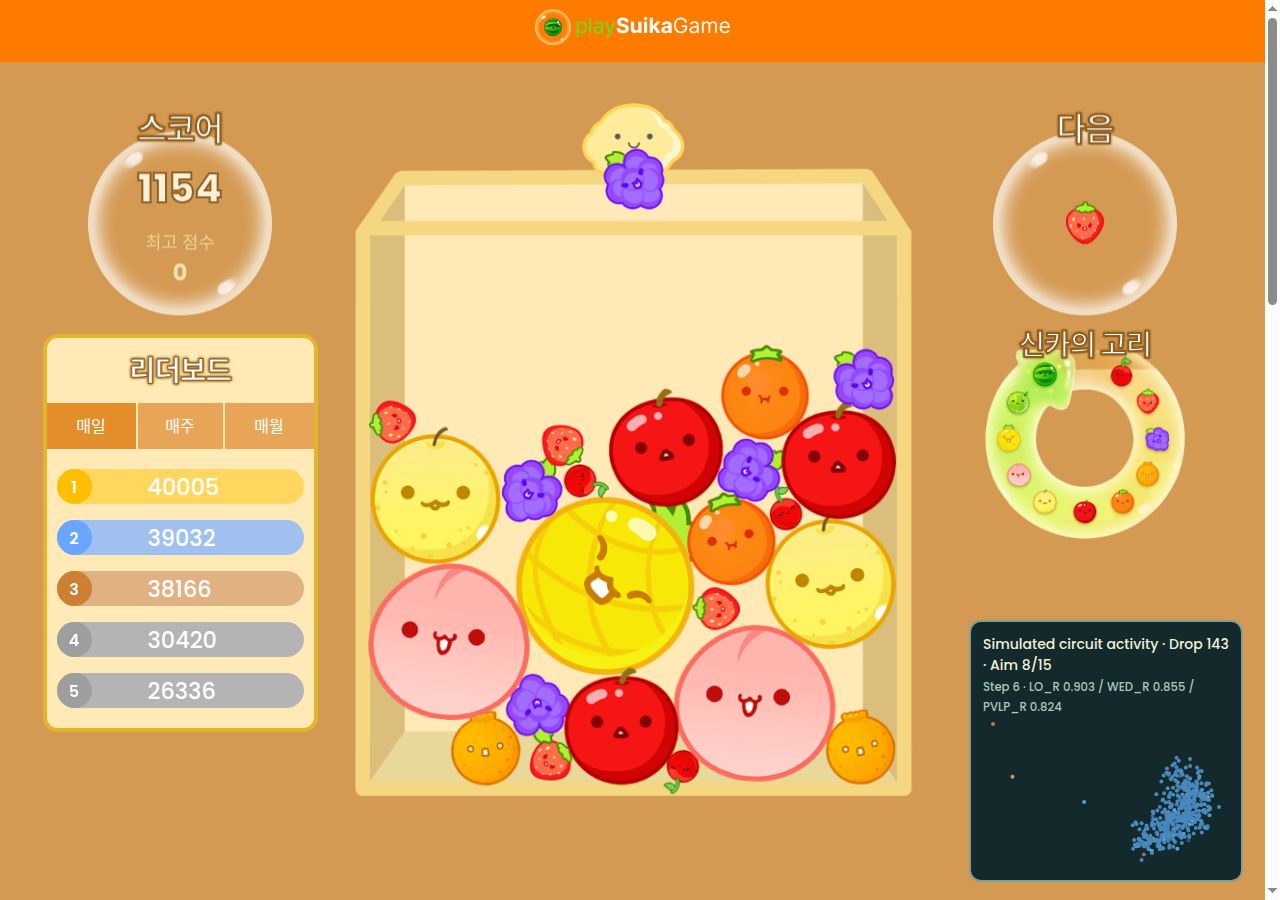 playSuikaGame
스코어
1154
최고 점수
0
다음
신카의 고리
리더보드
매일 매주 매월
1 40005
2 39032
3 38166
4 30420
5 26336
Simulated circuit activity · Drop 143
· Aim 8/15
Step 6 · LO_R 0.903 / WED_R 0.855 /
PVLP_R 0.824